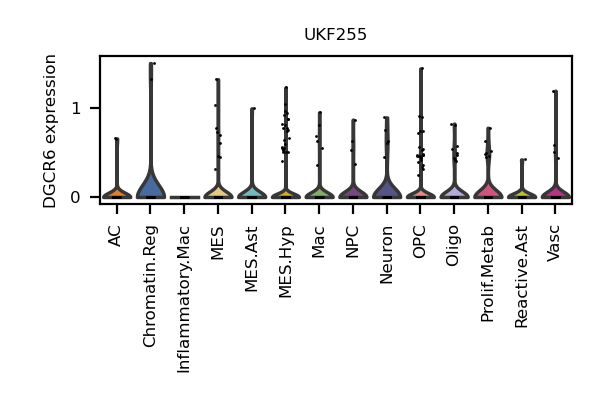 UKF255
DGCR6 expression
1
0
AC
Chromatin.Reg
Inflammatory.Mac
MES
MES.Ast
MES.Hyp
Mac
NPC
Neuron
OPC
Oligo
Prolif.Metab
Reactive.Ast
Vasc